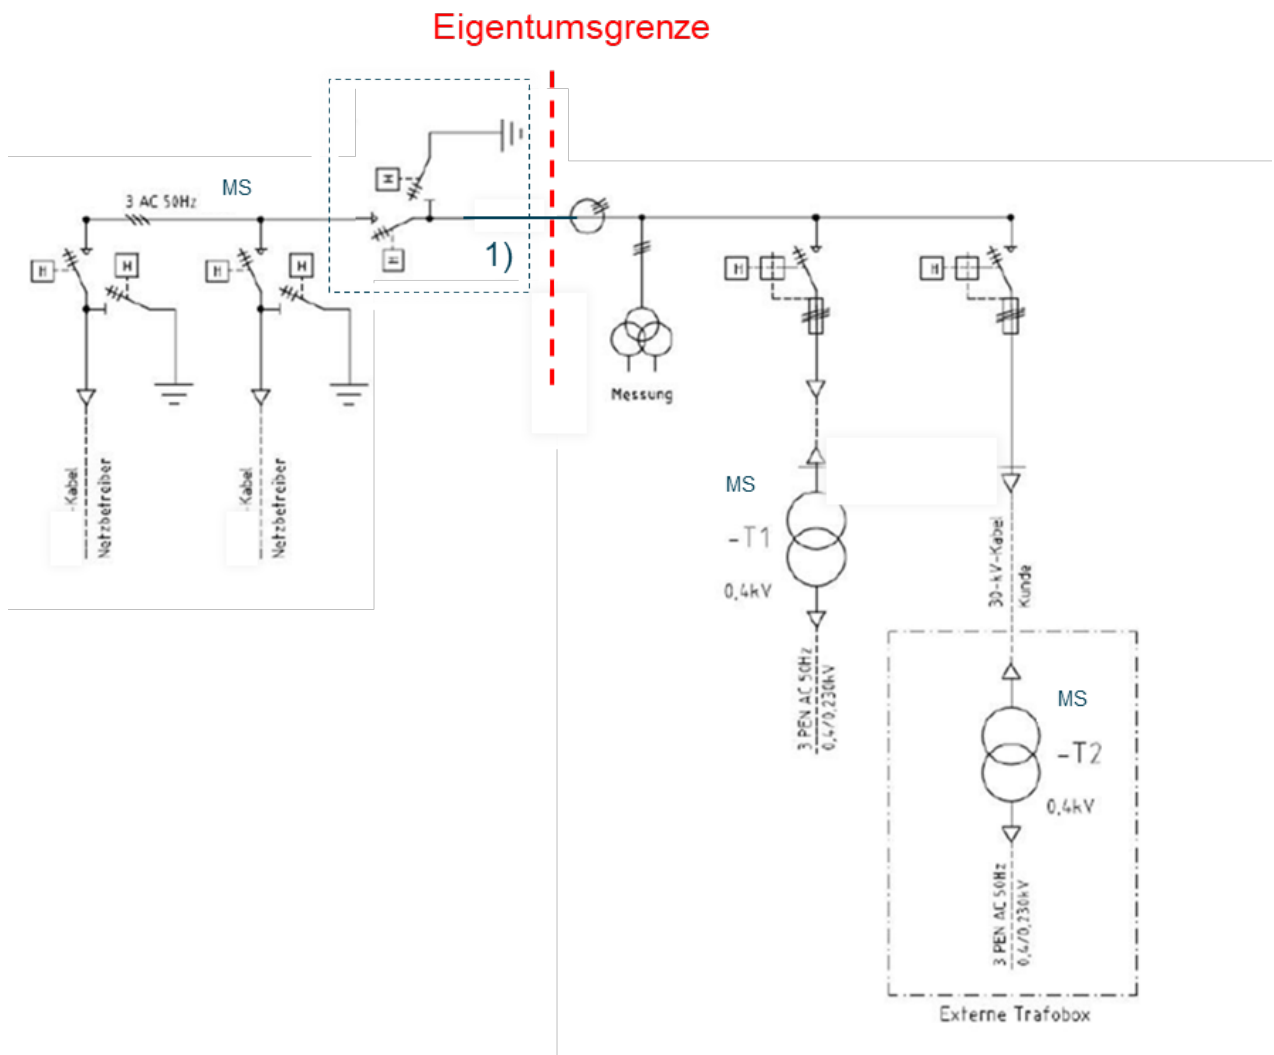 Eigentumsgrenze
3 AC 50Hz
MS
M
M
M
M
M
M
1)
M
M
Messung
-Kabel
Netzbetreiber
-Kabel
Netzbetreiber
MS
-T1
0,4kV
3 PEN AC 50Hz
0,4/0,230kV
30-kV-Kabel
Kunde
MS
-T2
0,4kV
3 PEN AC 50Hz
0,4/0,230kV
Externe Trafobox